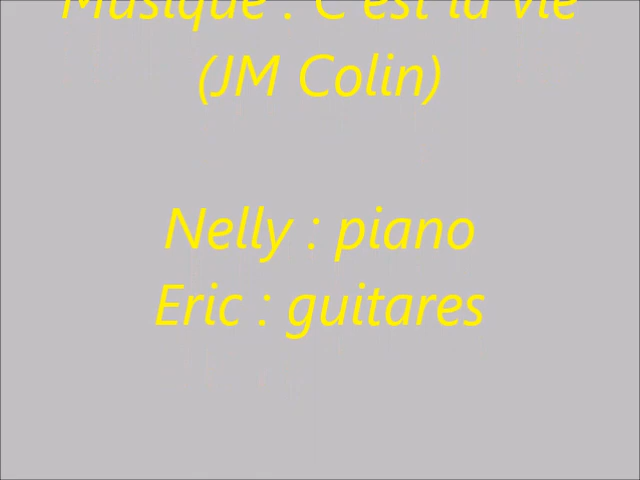 Musique : C'est la vie
(JM Colin)
Nelly : piano
Eric : guitares